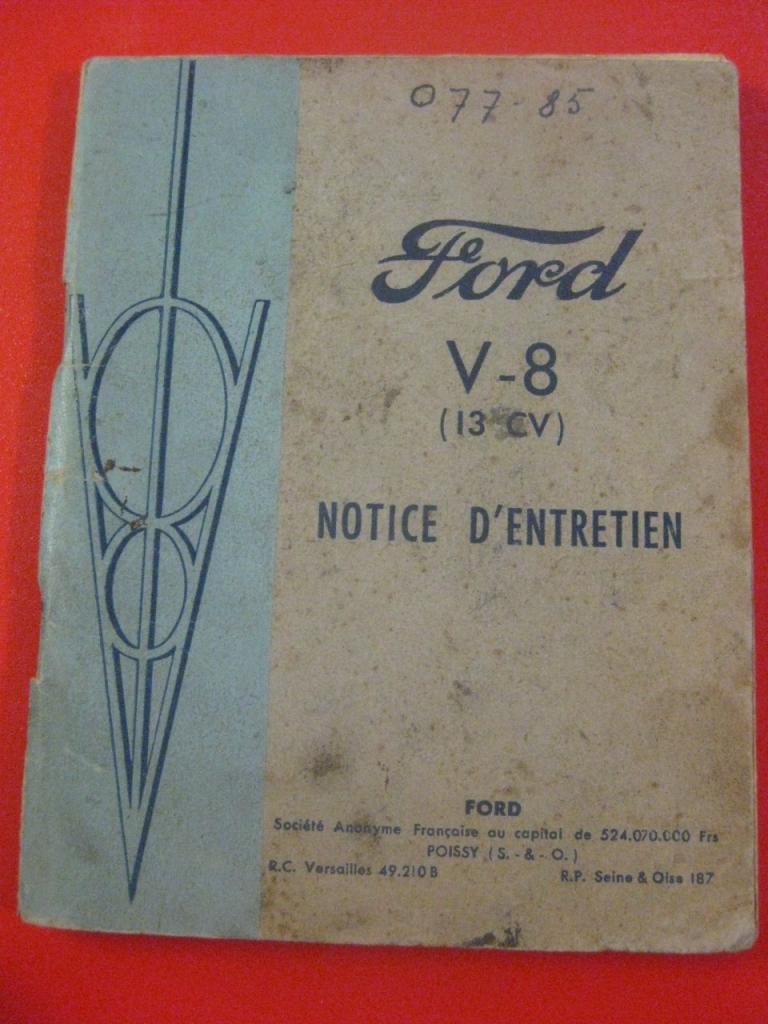 077-85
Ford
V-8
(13 CV)
NOTICE D'ENTRETIEN
FORD
Société Anonyme Française au capital de 524.070.000 Frs
POISSY (S.-&-O.)
R.C. Versailles 49.210 B R.P. Seine & Oise 187